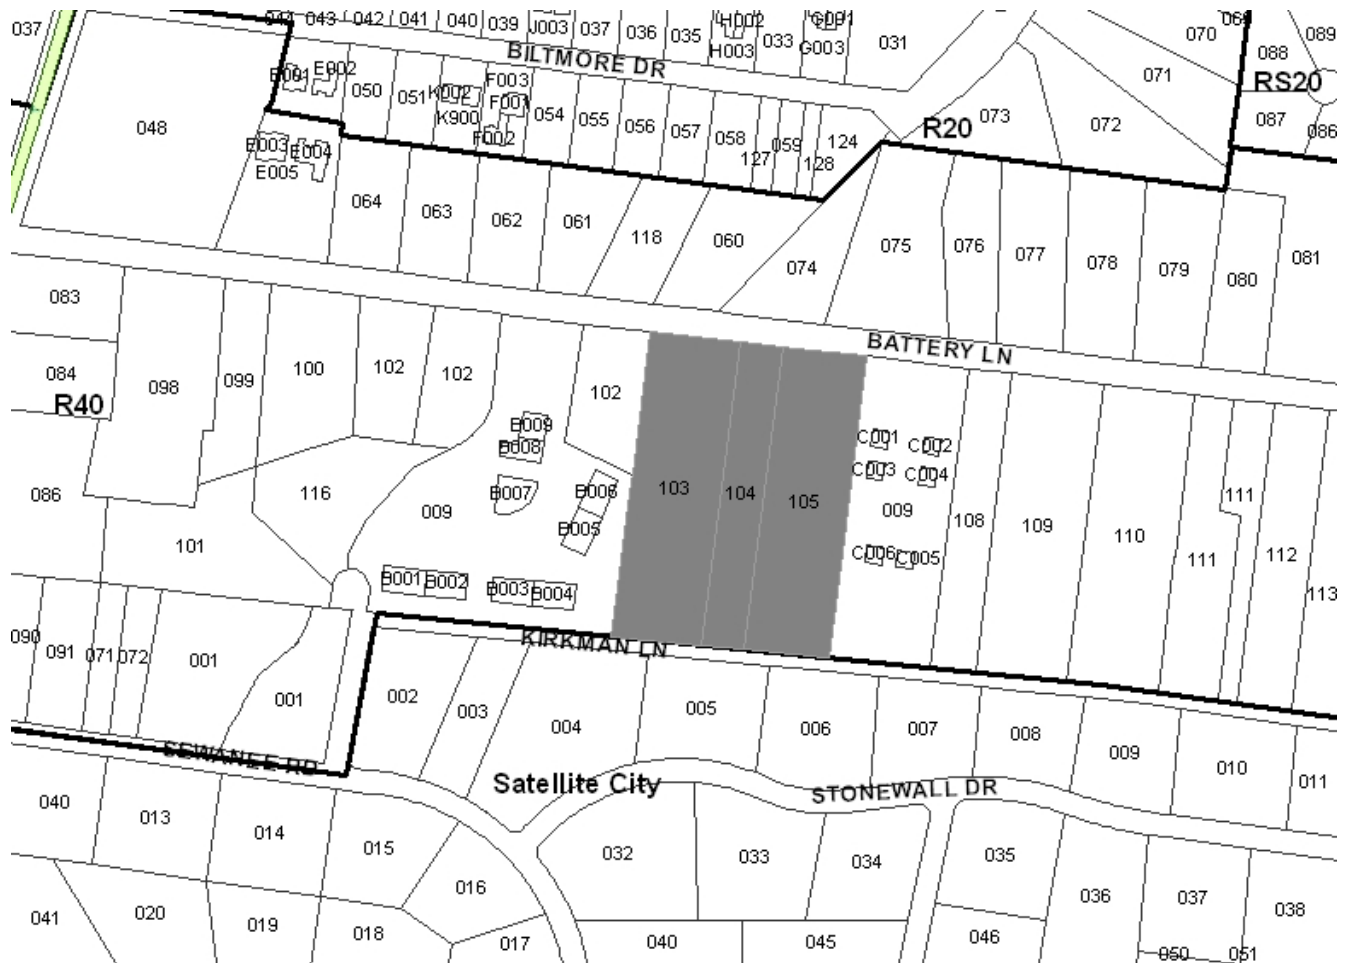 044 043 042 041 040 039 J003 037 036 035 H002 H003 033 G001 G003 031
037
070 088 089
071
RS20
BILTMORE DR
E001 E002 050 051 K002 K900 F003 F001 F002 054 055 056 057 058 127 059 128 124
R20 073 072 087 086
048
E003 E004 E005
064 063 062 061 118 060 074 075 076 077 078 079 080 081
083
084
R40
BATTERY LN
098 099 100 102 102 102
B009
B008
B007 B006
B005
116 009
086
101
103 104 105
C001 C002
C003 C004
009
C006 C005
108 109 110 111 111 112 113
B001 B002 B003 B004
KIRKMAN LN
090 091 071 072 001 001
002 003 004 005 006 007 008 009 010 011
SEWANEE RD
Satellite City
STONEWALL DR
040 013 014 015 016 032 033 034 035 036 037 038
041 020 019 018 017 040 045 046 050 051